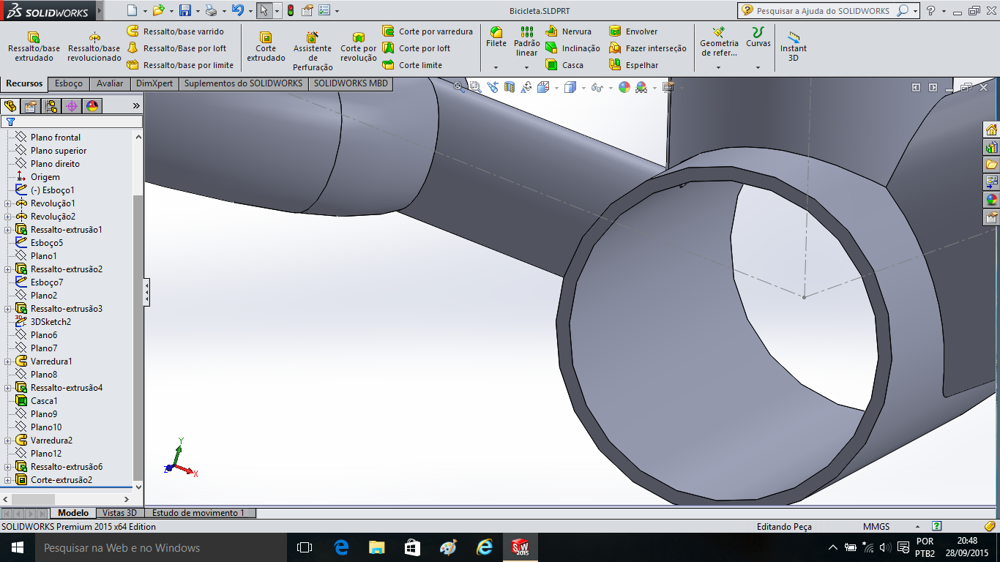 SOLIDWORKS
Bicicleta.SLDPRT
Pesquisar a Ajuda do SOLIDWORKS
Ressalto/base extrudado
Ressalto/base revolucionado
Ressalto/base varrido
Ressalto/Base por loft
Ressalto/base por limite
Corte extrudado
Assistente de Perfuração
Corte por revolução
Corte por varredura
Corte por loft
Corte limite
Filete
Padrão linear
Nervura
Inclinação
Casca
Envolver
Fazer interseção
Espelhar
Geometria de refer...
Curvas
Instant 3D
Recursos
Esboço
Avaliar
DimXpert
Suplementos do SOLIDWORKS
SOLIDWORKS MBD
Plano frontal
Plano superior
Plano direito
Origem
(-) Esboço1
Revolução1
Revolução2
Ressalto-extrusão1
Esboço5
Plano1
Ressalto-extrusão2
Esboço7
Plano2
Ressalto-extrusão3
3DSketch2
Plano6
Plano7
Varredura1
Plano8
Ressalto-extrusão4
Casca1
Plano9
Plano10
Varredura2
Plano12
Ressalto-extrusão6
Corte-extrusão2
Y
X
Z
Modelo
Vistas 3D
Estudo de movimento 1
SOLIDWORKS Premium 2015 x64 Edition
Editando Peça
MMGS
Pesquisar na Web e no Windows
SW
2015
POR
PTB2
20:48
28/09/2015